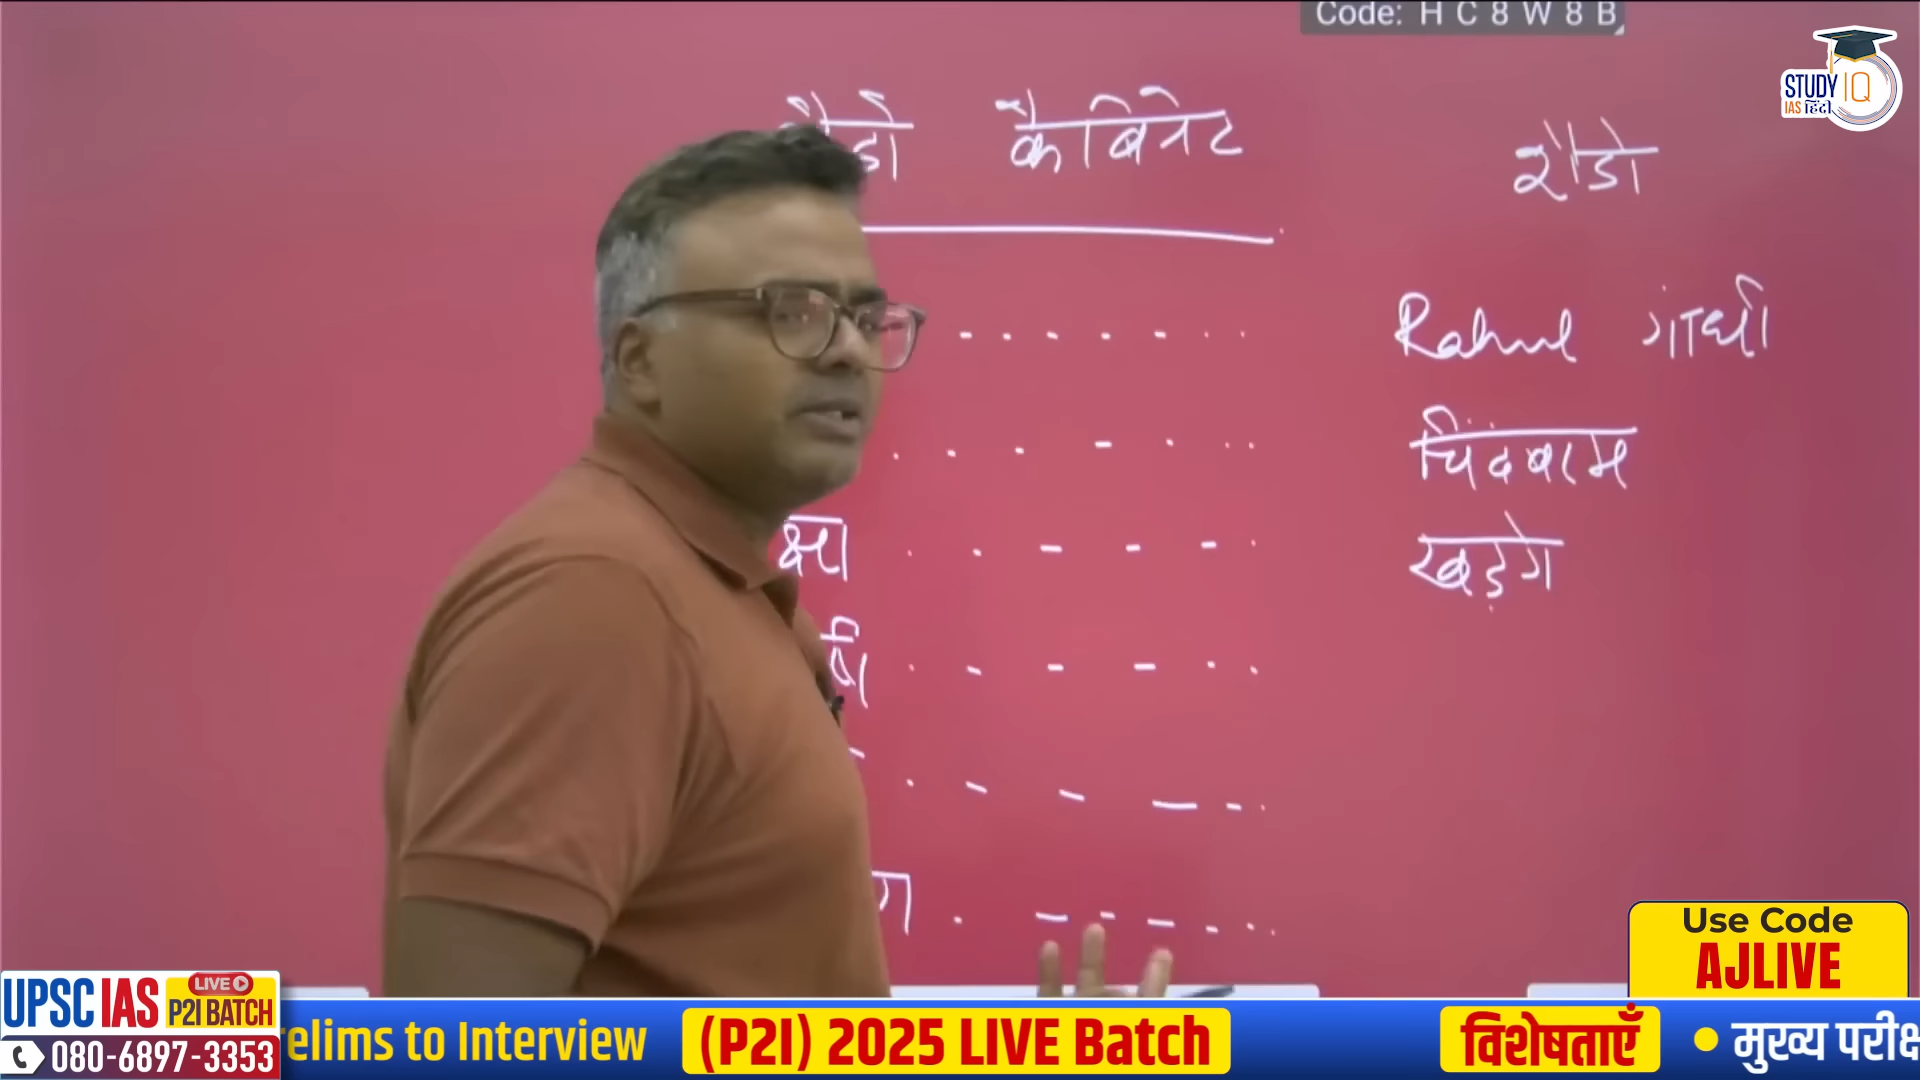 Code: H C 8 W 8 B
STUDY IQ
IAS हिंदी
कैबिनेट
शैडो
Rahul गांधी
चिदंबरम
खड़गे
क्षा
Use Code
AJLIVE
UPSC IAS LIVE P2I BATCH
080-6897-3353
relims to Interview (P2I) 2025 LIVE Batch विशेषताएँ • मुख्य परीक्ष